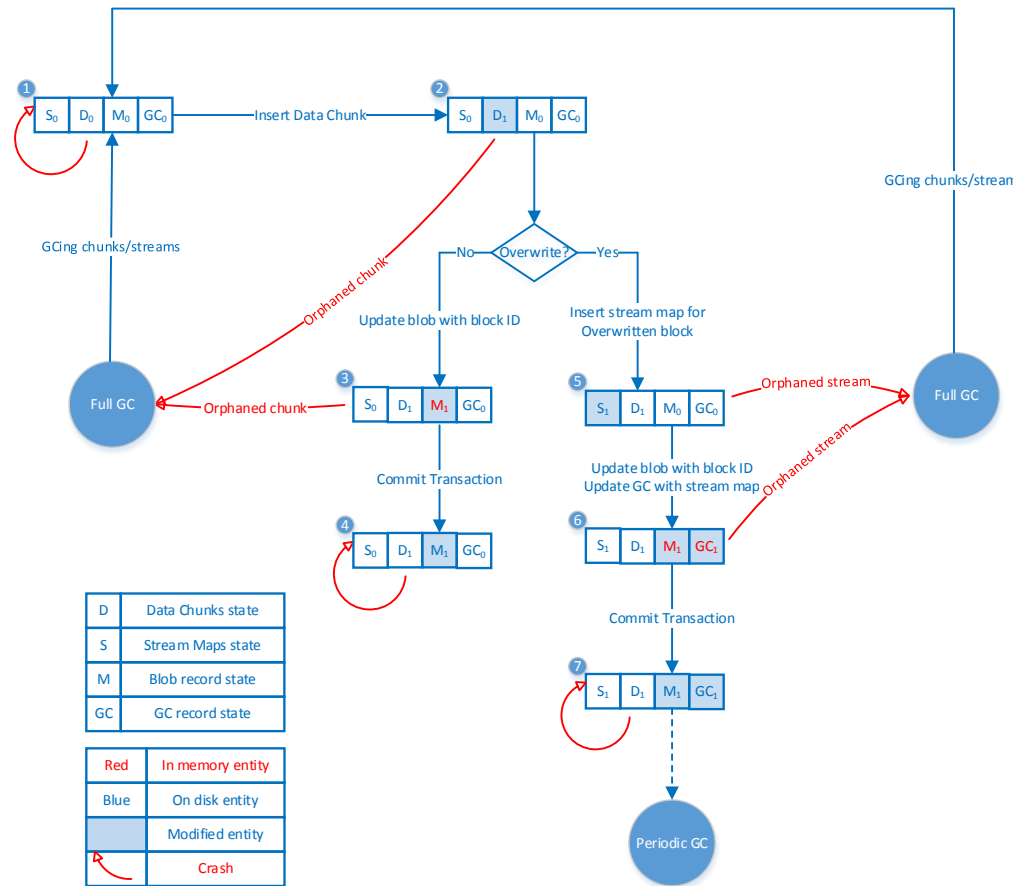 1
S₀ D₀ M₀ GC₀
Insert Data Chunk
2
S₀ D₁ M₀ GC₀
GCing chunks/streams
GCing chunks/stream
No
Overwrite?
Yes
Orphaned chunk
Update blob with block ID
Insert stream map for
Overwritten block
Full GC
Orphaned chunk
3
S₀ D₁ M₁ GC₀
5
S₁ D₁ M₀ GC₀
Orphaned stream
Full GC
Orphaned stream
Commit Transaction
Update blob with block ID
Update GC with stream map
4
S₀ D₁ M₁ GC₀
6
S₁ D₁ M₁ GC₁
Commit Transaction
7
S₁ D₁ M₁ GC₁
Periodic GC
D Data Chunks state
S Stream Maps state
M Blob record state
GC GC record state
Red In memory entity
Blue On disk entity
Modified entity
Crash